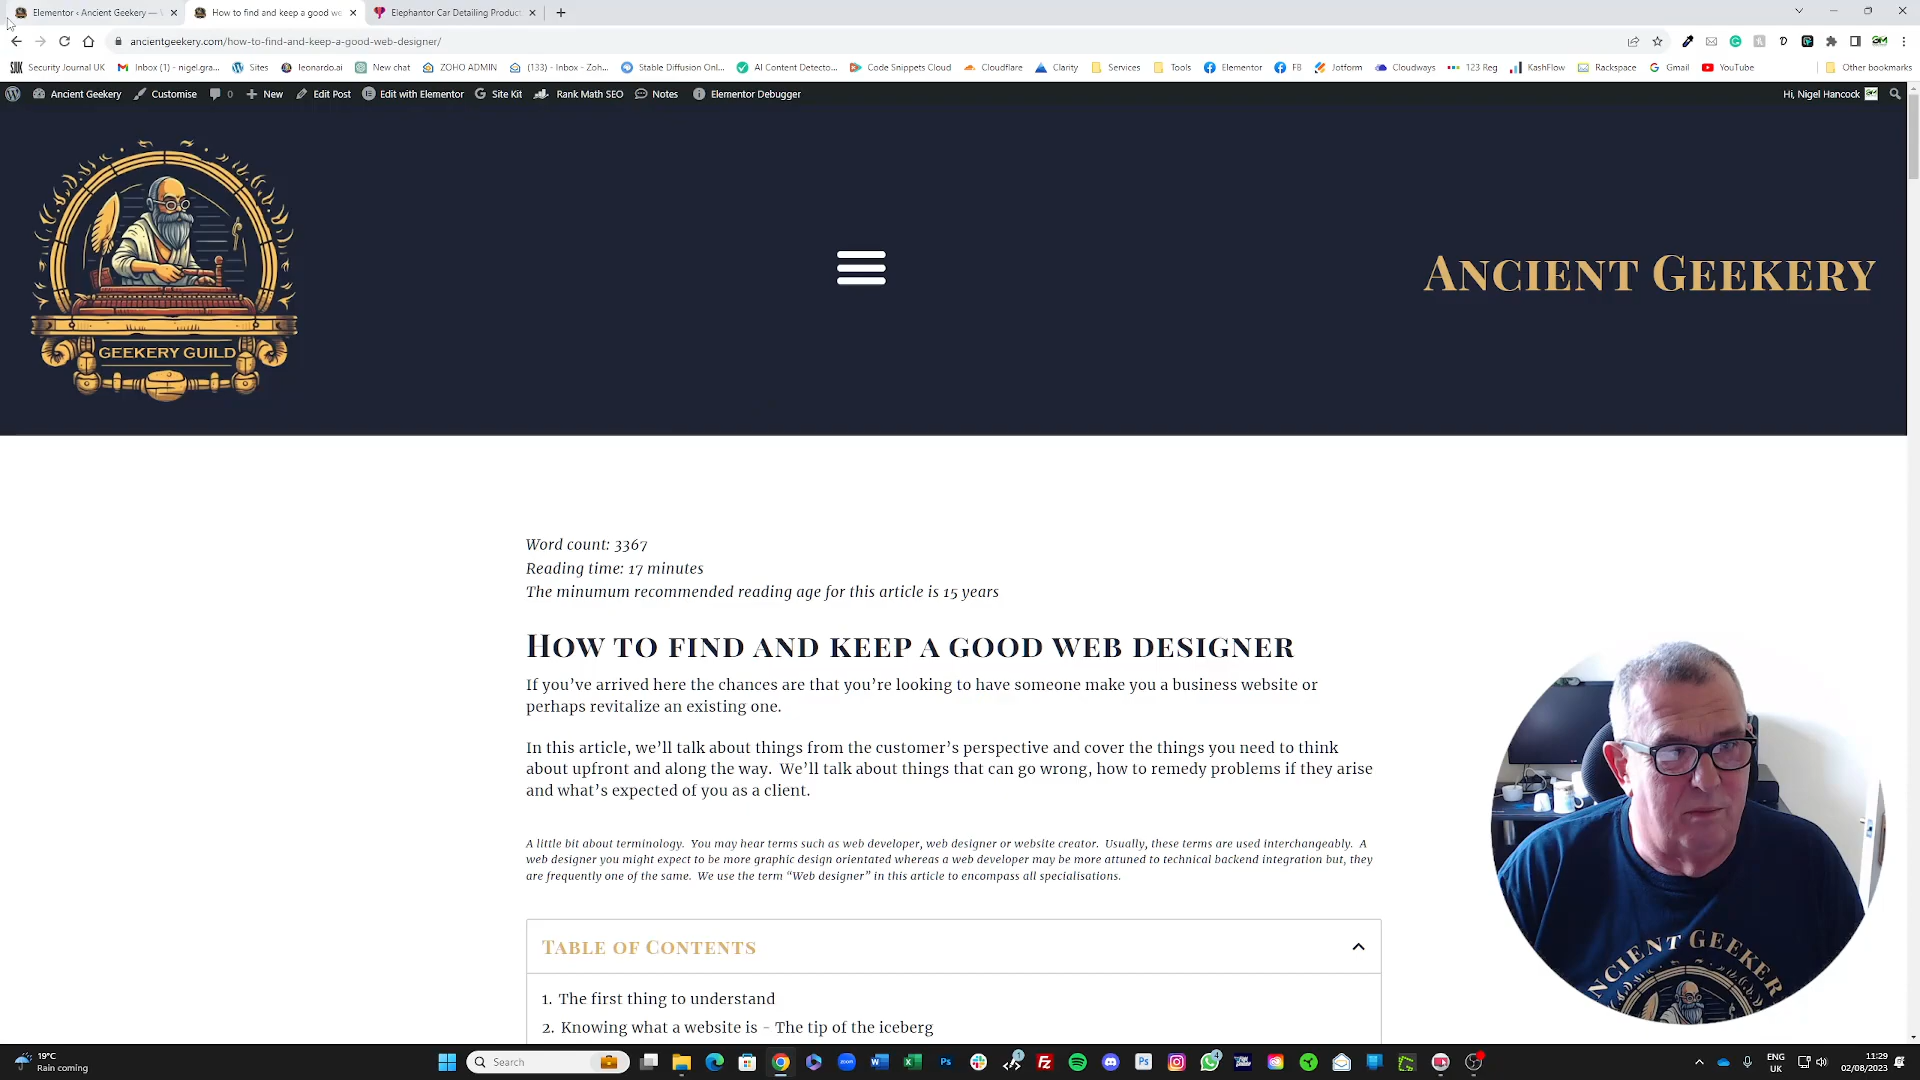 Elementor ‹ Ancient Geekery —
How to find and keep a good we
Elephantor Car Detailing Product
ancientgeekery.com/how-to-find-and-keep-a-good-web-designer/
SJUK Security Journal UK
Inbox (1) - nigel.gra...
Sites
leonardo.ai
New chat
ZOHO ADMIN
(133) - Inbox - Zoh...
Stable Diffusion Onl...
AI Content Detecto...
Code Snippets Cloud
Cloudflare
Clarity
Services
Tools
Elementor
FB
Jotform
Cloudways
123 Reg
KashFlow
Rackspace
Gmail
YouTube
Other bookmarks
Ancient Geekery
Customise
0
New
Edit Post
Edit with Elementor
Site Kit
Rank Math SEO
Notes
Elementor Debugger
Hi, Nigel Hancock
GEEKERY GUILD
Ancient Geekery
Word count: 3367
Reading time: 17 minutes
The minumum recommended reading age for this article is 15 years
How to find and keep a good web designer
If you’ve arrived here the chances are that you’re looking to have someone make you a business website or
perhaps revitalize an existing one.
In this article, we’ll talk about things from the customer’s perspective and cover the things you need to think
about upfront and along the way.  We’ll talk about things that can go wrong, how to remedy problems if they arise
and what’s expected of you as a client.
A little bit about terminology.  You may hear terms such as web developer, web designer or website creator.  Usually, these terms are used interchangeably.  A
web designer you might expect to be more graphic design orientated whereas a web developer may be more attuned to technical backend integration but, they
are frequently one of the same.  We use the term “Web designer” in this article to encompass all specialisations.
Table of Contents
1. The first thing to understand
2. Knowing what a website is - The tip of the iceberg
ANCIENT GEEKER
19°C
Rain coming
Search
ENG
UK
11:29
02/08/2023